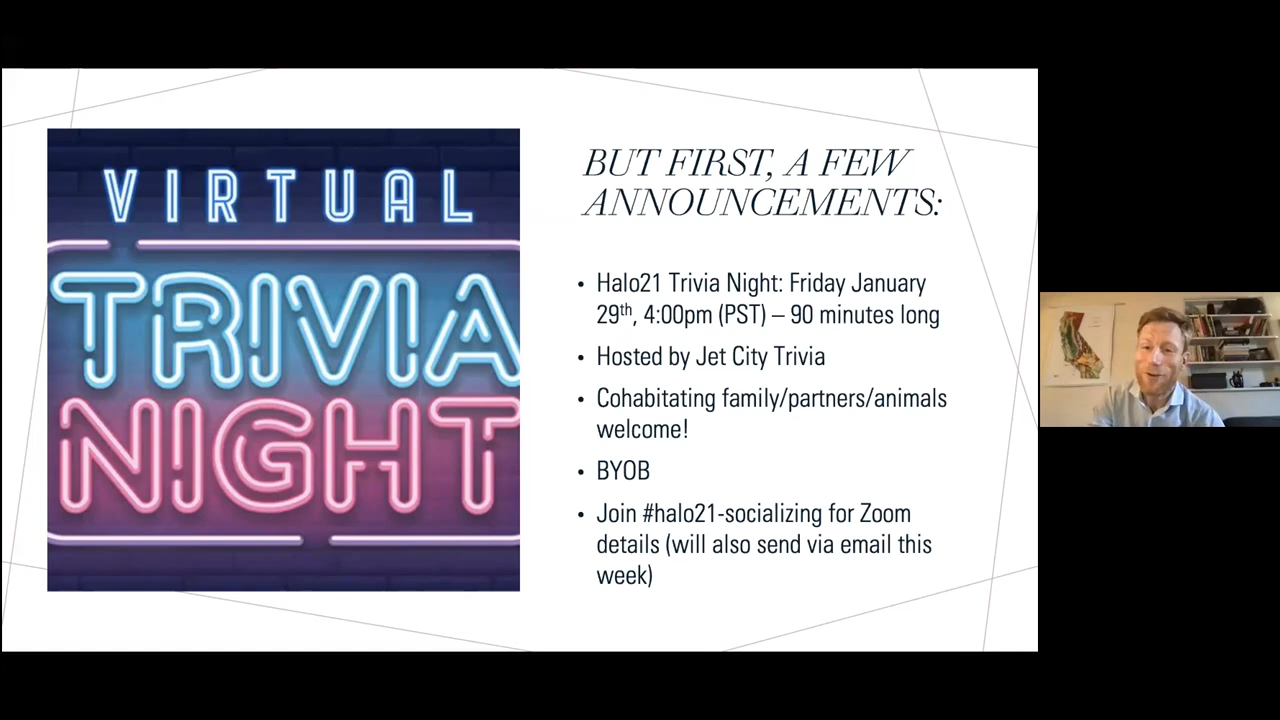 VIRTUAL
TRIVIA
NIGHT
BUT FIRST, A FEW
ANNOUNCEMENTS:
• Halo21 Trivia Night: Friday January
29th, 4:00pm (PST) – 90 minutes long
• Hosted by Jet City Trivia
• Cohabitating family/partners/animals
welcome!
• BYOB
• Join #halo21-socializing for Zoom
details (will also send via email this
week)